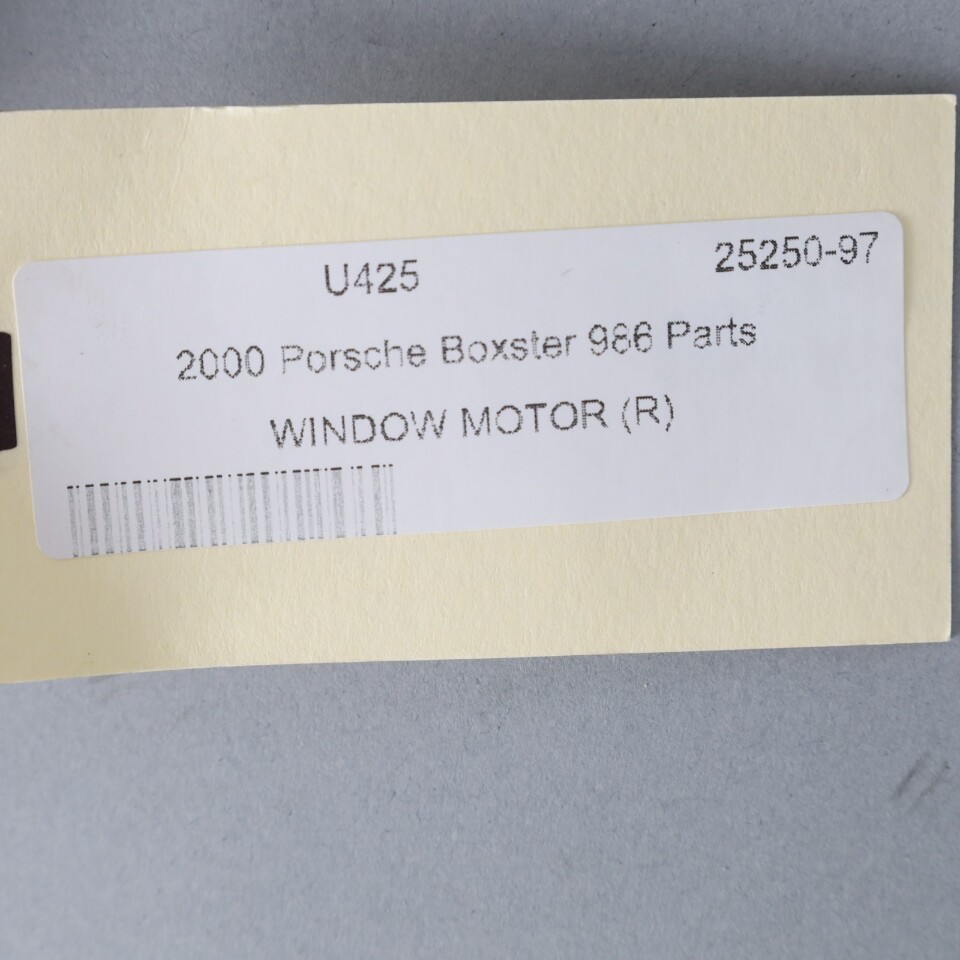 U425 25250-97
2000 Porsche Boxster 986 Parts
WINDOW MOTOR (R)